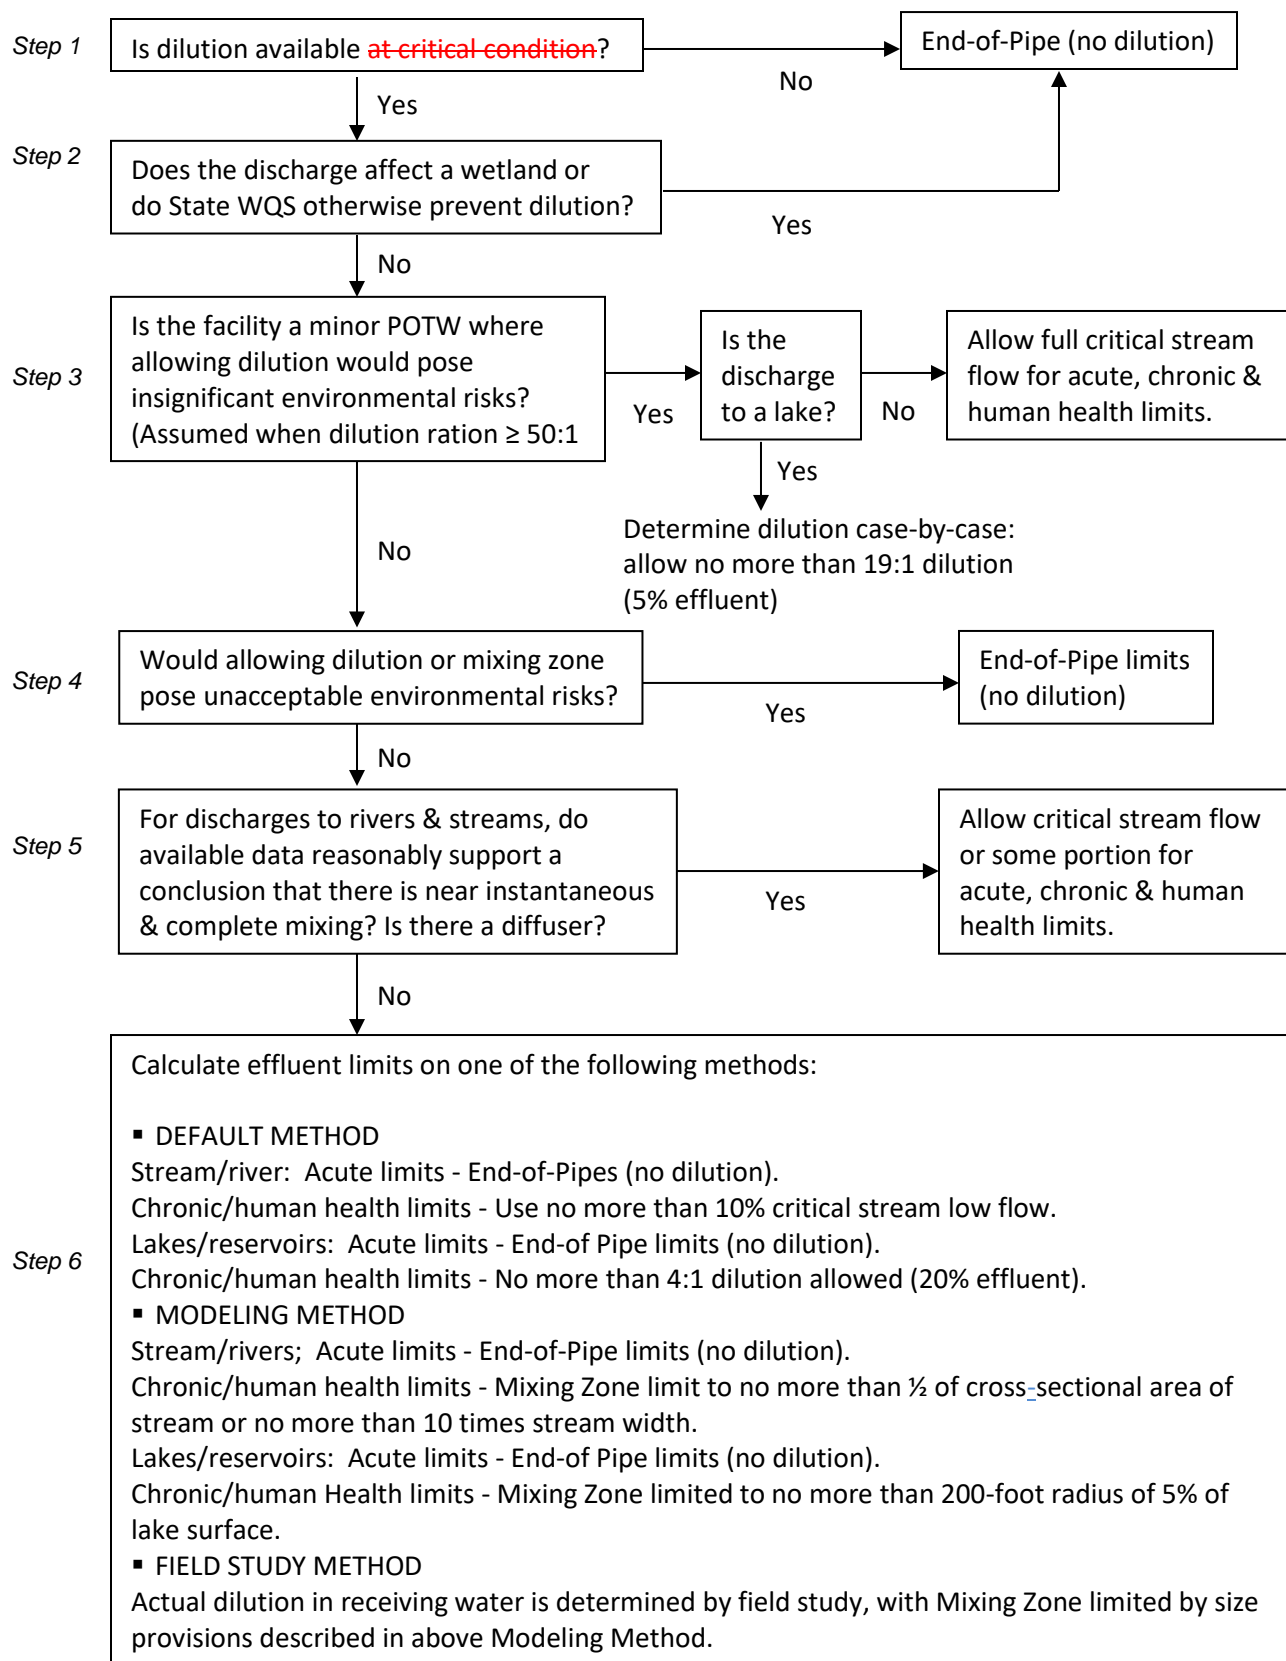 Step 1
Is dilution available at critical condition?
No
End-of-Pipe (no dilution)
Yes
Step 2
Does the discharge affect a wetland or
do State WQS otherwise prevent dilution?
Yes
No
Step 3
Is the facility a minor POTW where
allowing dilution would pose
insignificant environmental risks?
(Assumed when dilution ration ≥ 50:1
Yes
Is the
discharge
to a lake?
No
Allow full critical stream
flow for acute, chronic &
human health limits.
Yes
Determine dilution case-by-case:
allow no more than 19:1 dilution
(5% effluent)
No
Step 4
Would allowing dilution or mixing zone
pose unacceptable environmental risks?
Yes
End-of-Pipe limits
(no dilution)
No
Step 5
For discharges to rivers & streams, do
available data reasonably support a
conclusion that there is near instantaneous
& complete mixing? Is there a diffuser?
Yes
Allow critical stream flow
or some portion for
acute, chronic & human
health limits.
No
Step 6
Calculate effluent limits on one of the following methods:
▪ DEFAULT METHOD
Stream/river: Acute limits - End-of-Pipes (no dilution).
Chronic/human health limits - Use no more than 10% critical stream low flow.
Lakes/reservoirs: Acute limits - End-of Pipe limits (no dilution).
Chronic/human health limits - No more than 4:1 dilution allowed (20% effluent).
▪ MODELING METHOD
Stream/rivers; Acute limits - End-of-Pipe limits (no dilution).
Chronic/human health limits - Mixing Zone limit to no more than ½ of cross-sectional area of
stream or no more than 10 times stream width.
Lakes/reservoirs: Acute limits - End-of Pipe limits (no dilution).
Chronic/human Health limits - Mixing Zone limited to no more than 200-foot radius of 5% of
lake surface.
▪ FIELD STUDY METHOD
Actual dilution in receiving water is determined by field study, with Mixing Zone limited by size
provisions described in above Modeling Method.